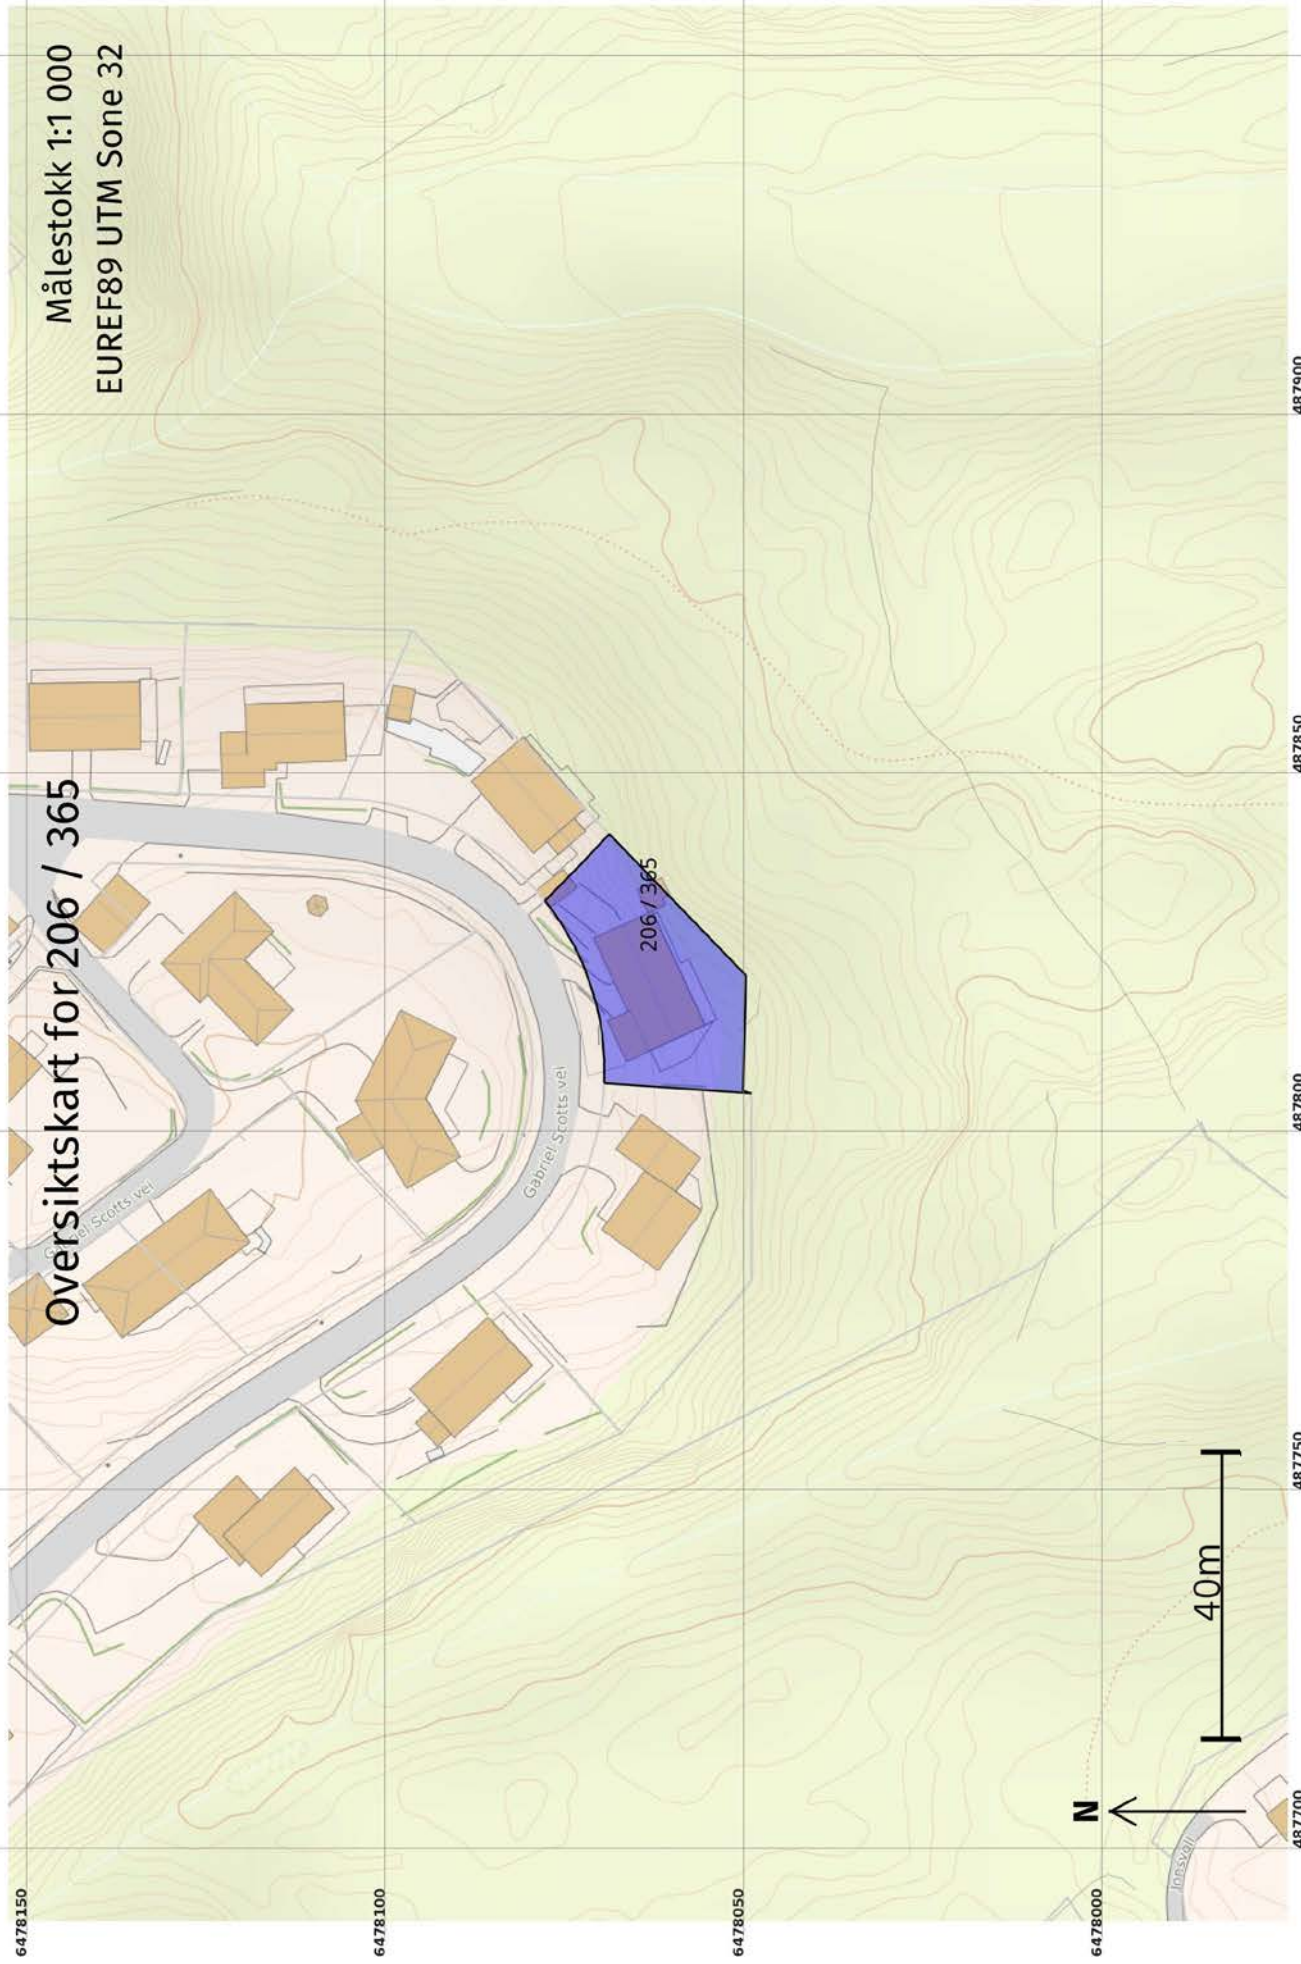 Oversiktskart for 206 / 365
Målestokk 1:1 000
EUREF89 UTM Sone 32
Gabriel Scotts vei
Gabriel Scotts vei
206 / 365
Jonsvoll
N
40m
6478150
6478100
6478050
6478000
487700
487750
487800
487850
487900